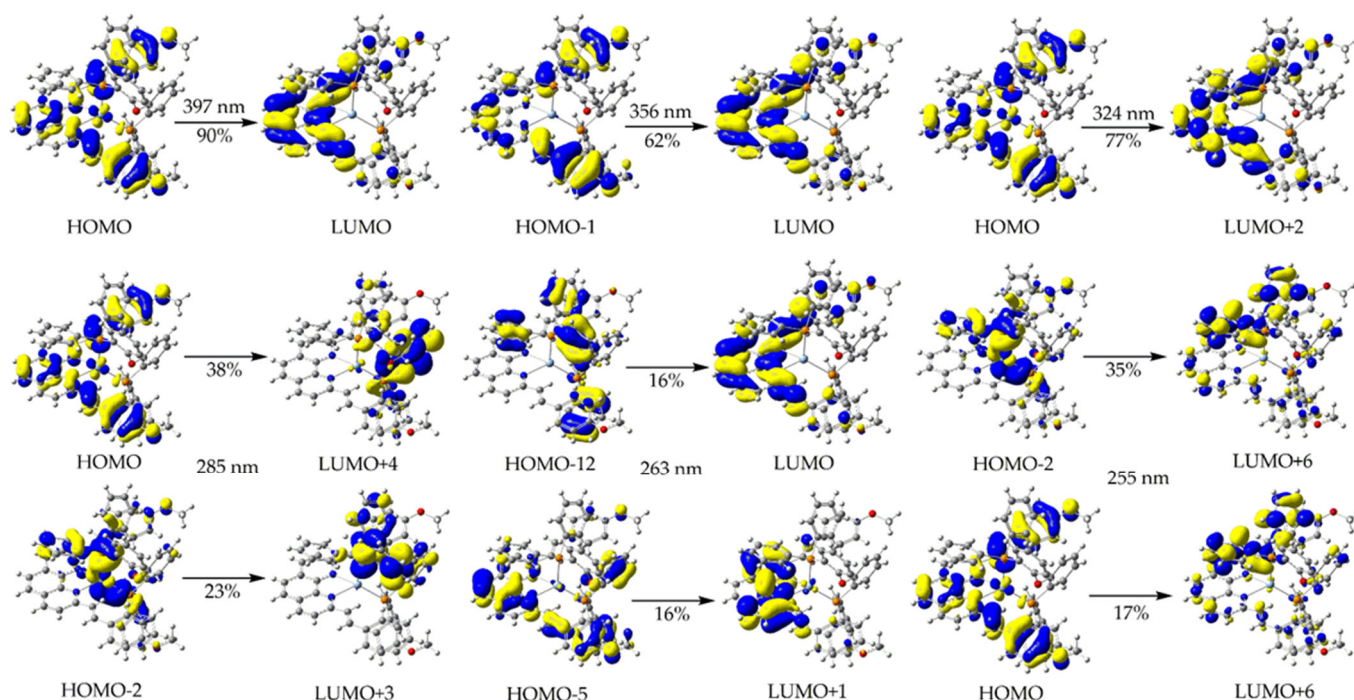 397 nm
90%
356 nm
62%
324 nm
77%
HOMO
LUMO
HOMO-1
LUMO
HOMO
LUMO+2
38%
16%
35%
HOMO
LUMO+4
HOMO-12
LUMO
HOMO-2
LUMO+6
285 nm
263 nm
255 nm
23%
16%
17%
HOMO-2
LUMO+3
HOMO-5
LUMO+1
HOMO
LUMO+6